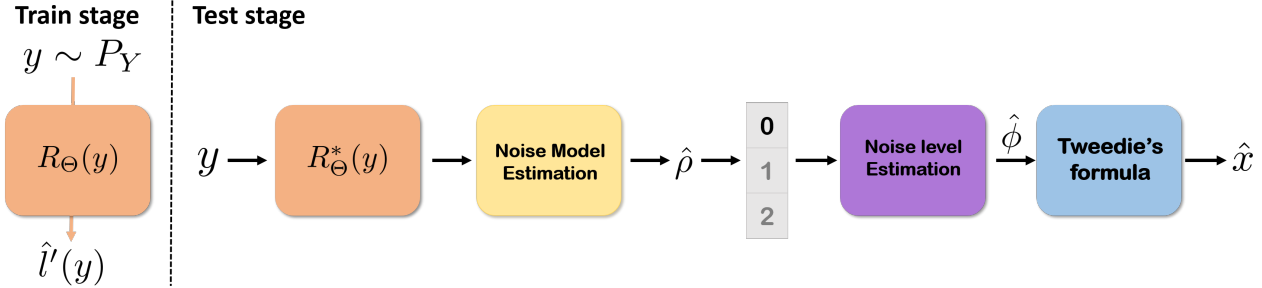 Train stage
y ∼ P_Y
R_Θ(y)
l̂′(y)
Test stage
y
R*_Θ(y)
Noise Model
Estimation
ρ̂
0
1
2
Noise level
Estimation
ϕ̂
Tweedie's
formula
x̂